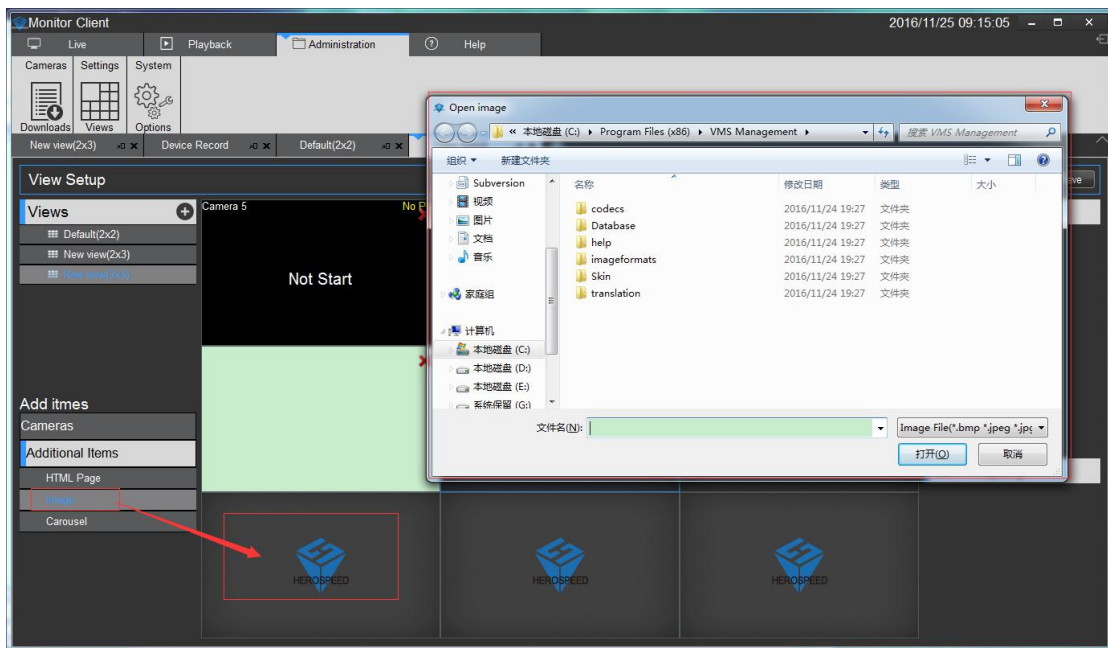 Monitor Client
2016/11/25 09:15:05
Live
Playback
Administration
Help
Cameras
Settings
System
Downloads
Views
Options
New view(2x3)
Device Record
Default(2x2)
View Setup
Views
Default(2x2)
New view(2x3)
New view(2x3)
Camera 5
No P
Not Start
Add itmes
Cameras
Additional Items
HTML Page
Image
Carousel
HEROSPEED
HEROSPEED
HEROSPEED
Open image
« 本地磁盘 (C:) ▸ Program Files (x86) ▸ VMS Management ▸
搜索 VMS Management
组织 ▼
新建文件夹
Subversion
视频
图片
文档
音乐
家庭组
计算机
本地磁盘 (C:)
本地磁盘 (D:)
本地磁盘 (E:)
系统保留 (G:)
名称 修改日期 类型 大小
codecs 2016/11/24 19:27 文件夹
Database 2016/11/24 19:27 文件夹
help 2016/11/24 19:27 文件夹
imageformats 2016/11/24 19:27 文件夹
Skin 2016/11/24 19:27 文件夹
translation 2016/11/24 19:27 文件夹
文件名(N):
Image File(*.bmp *.jpeg *.jpg
打开(O)
取消